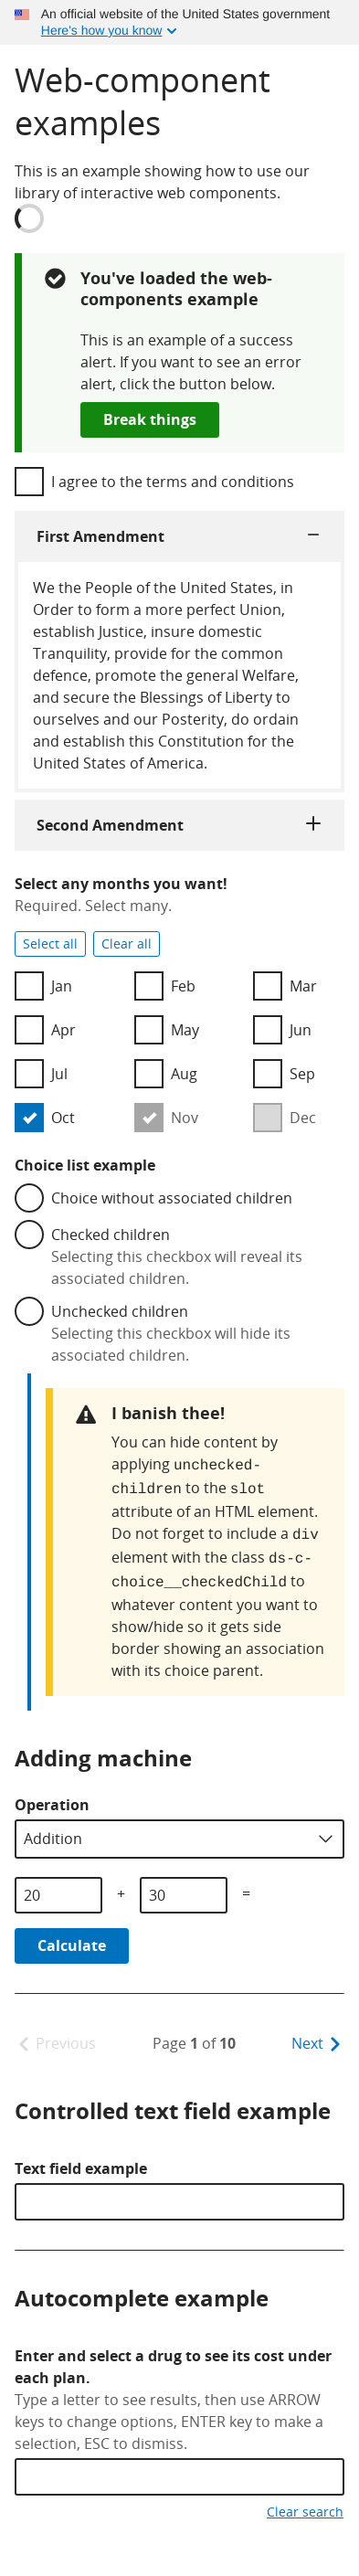 An official website of the United States government
Here's how you know
Web-component
examples
This is an example showing how to use our
library of interactive web components.
You've loaded the web-
components example
This is an example of a success
alert. If you want to see an error
alert, click the button below.
Break things
I agree to the terms and conditions
First Amendment
We the People of the United States, in
Order to form a more perfect Union,
establish Justice, insure domestic
Tranquility, provide for the common
defence, promote the general Welfare,
and secure the Blessings of Liberty to
ourselves and our Posterity, do ordain
and establish this Constitution for the
United States of America.
Second Amendment
Select any months you want!
Required. Select many.
Select all Clear all
Jan Feb Mar
Apr May Jun
Jul Aug Sep
Oct Nov Dec
Choice list example
Choice without associated children
Checked children
Selecting this checkbox will reveal its
associated children.
Unchecked children
Selecting this checkbox will hide its
associated children.
I banish thee!
You can hide content by
applying unchecked-
children to the slot
attribute of an HTML element.
Do not forget to include a div
element with the class ds-c-
choice__checkedChild to
whatever content you want to
show/hide so it gets side
border showing an association
with its choice parent.
Adding machine
Operation
Addition
20 + 30 =
Calculate
Previous Page 1 of 10 Next
Controlled text field example
Text field example
Autocomplete example
Enter and select a drug to see its cost under
each plan.
Type a letter to see results, then use ARROW
keys to change options, ENTER key to make a
selection, ESC to dismiss.
Clear search